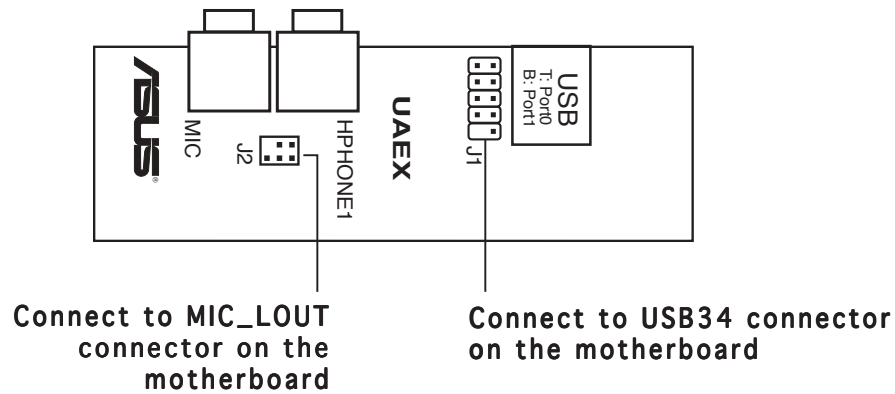 ASUS®
MIC
J2
HPHONE1
UAEX
J1
USB
T: Port0
B: Port1
Connect to MIC_LOUT
connector on the
motherboard
Connect to USB34 connector
on the motherboard